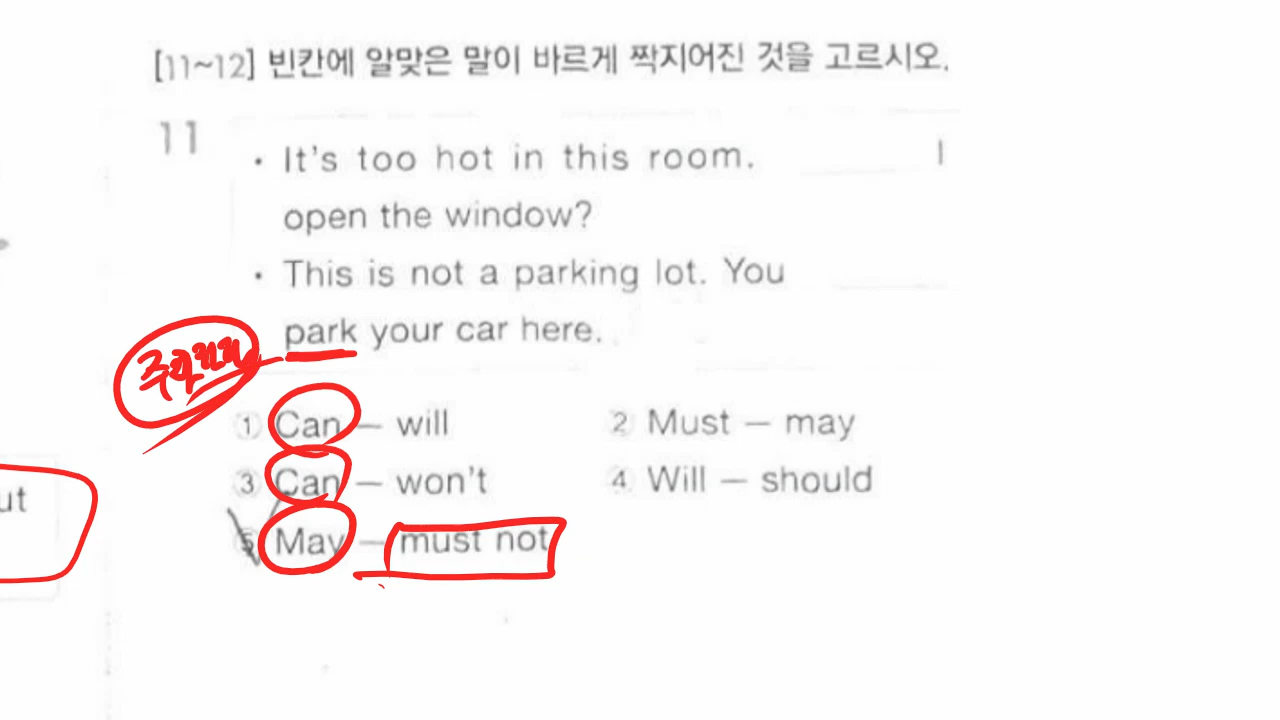 [11~12] 빈칸에 알맞은 말이 바르게 짝지어진 것을 고르시오.
11
· It's too hot in this room. I
open the window?
· This is not a parking lot. You
park your car here.
① Can – will ② Must – may
③ Can – won't ④ Will – should
⑤ May – must not
ut